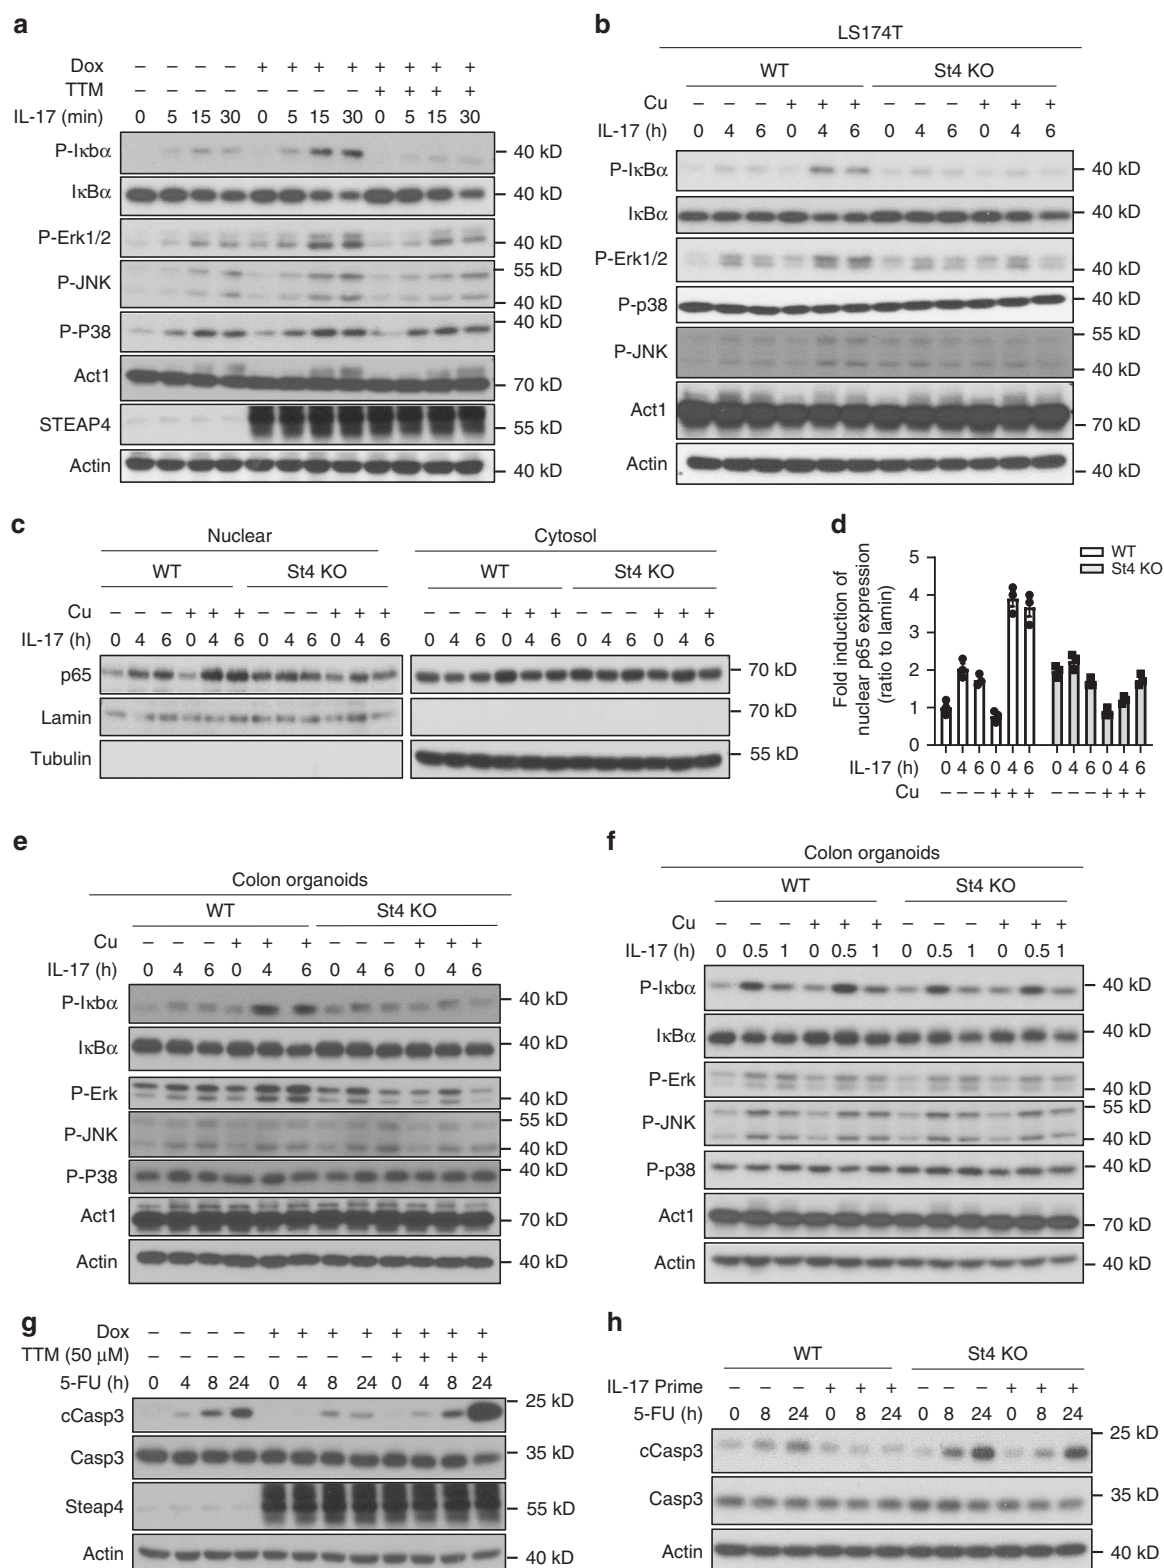 a
Dox − − − − + + + + + + + +
TTM − − − − − − − − + + + +
IL-17 (min) 0 5 15 30 0 5 15 30 0 5 15 30
P-Iκbα 40 kD
IκBα 40 kD
P-Erk1/2 40 kD
P-JNK 55 kD
40 kD
P-P38 40 kD
Act1 70 kD
STEAP4 55 kD
Actin 40 kD
b
LS174T
WT St4 KO
Cu − − − + + + − − − + + +
IL-17 (h) 0 4 6 0 4 6 0 4 6 0 4 6
P-IκBα 40 kD
IκBα 40 kD
P-Erk1/2 40 kD
P-p38 40 kD
P-JNK 55 kD
40 kD
Act1 70 kD
Actin 40 kD
c
Nuclear Cytosol
WT St4 KO WT St4 KO
Cu − − − + + + − − − + + + − − − + + + − − − + + +
IL-17 (h) 0 4 6 0 4 6 0 4 6 0 4 6 0 4 6 0 4 6 0 4 6 0 4 6
p65 70 kD
Lamin 70 kD
Tubulin 55 kD
d
Fold induction of
nuclear p65 expression
(ratio to lamin)
5
4
3
2
1
0
WT
St4 KO
IL-17 (h) 0 4 6 0 4 6 0 4 6 0 4 6
Cu − − − + + + − − − + + +
e
Colon organoids
WT St4 KO
Cu − − − + + + − − − + + +
IL-17 (h) 0 4 6 0 4 6 0 4 6 0 4 6
P-Iκbα 40 kD
IκBα 40 kD
P-Erk 40 kD
P-JNK 55 kD
40 kD
P-P38 40 kD
Act1 70 kD
Actin 40 kD
f
Colon organoids
WT St4 KO
Cu − − − + + + − − − + + +
IL-17 (h) 0 0.5 1 0 0.5 1 0 0.5 1 0 0.5 1
P-Iκbα 40 kD
IκBα 40 kD
P-Erk 40 kD
P-JNK 55 kD
40 kD
P-p38 40 kD
Act1 70 kD
Actin 40 kD
g
Dox − − − − + + + + + + + +
TTM (50 μM) − − − − − − − − + + + +
5-FU (h) 0 4 8 24 0 4 8 24 0 4 8 24
cCasp3 25 kD
Casp3 35 kD
Steap4 55 kD
Actin 40 kD
h
WT St4 KO
IL-17 Prime − − − + + + − − − + + +
5-FU (h) 0 8 24 0 8 24 0 8 24 0 8 24
cCasp3 25 kD
Casp3 35 kD
Actin 40 kD